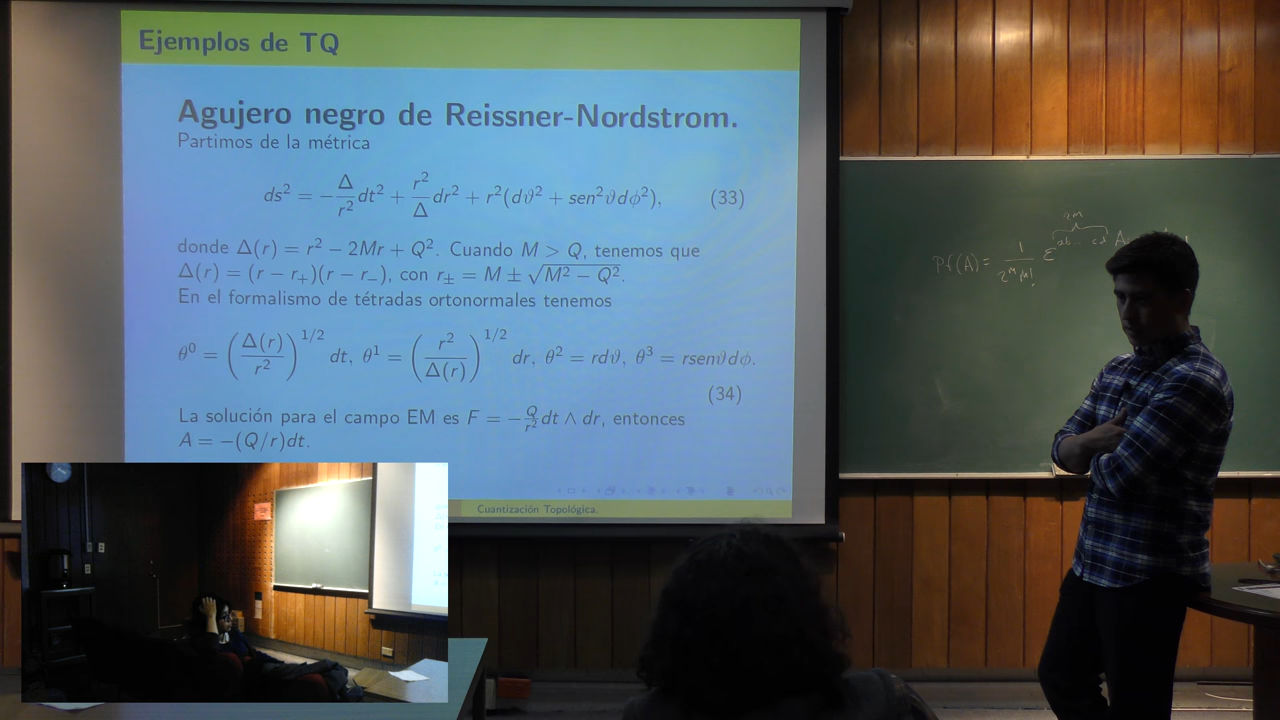 Ejemplos de TQ
Agujero negro de Reissner-Nordstrom.
Partimos de la métrica
ds² = −Δ/r² dt² + r²/Δ dr² + r²(dϑ² + sen²ϑdϕ²), (33)
donde Δ(r) = r² − 2Mr + Q². Cuando M > Q, tenemos que
Δ(r) = (r − r₊)(r − r₋), con r± = M ± √(M² − Q²).
En el formalismo de tétradas ortonormales tenemos
θ⁰ = (Δ(r)/r²)^1/2 dt, θ¹ = (r²/Δ(r))^1/2 dr, θ² = rdϑ, θ³ = rsenϑdϕ.
(34)
La solución para el campo EM es F = −Q/r² dt ∧ dr, entonces
A = −(Q/r)dt.
Cuantización Topológica.
Pf(A) = 1/(2^m m!) ε^ab... cd A
2m